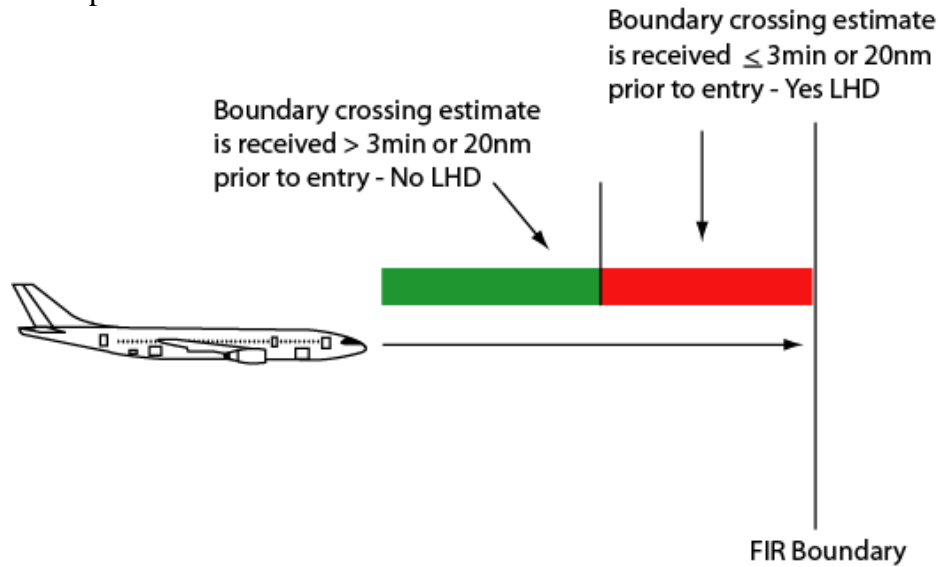 Boundary crossing estimate
is received ≤ 3min or 20nm
prior to entry - Yes LHD
Boundary crossing estimate
is received > 3min or 20nm
prior to entry - No LHD
FIR Boundary